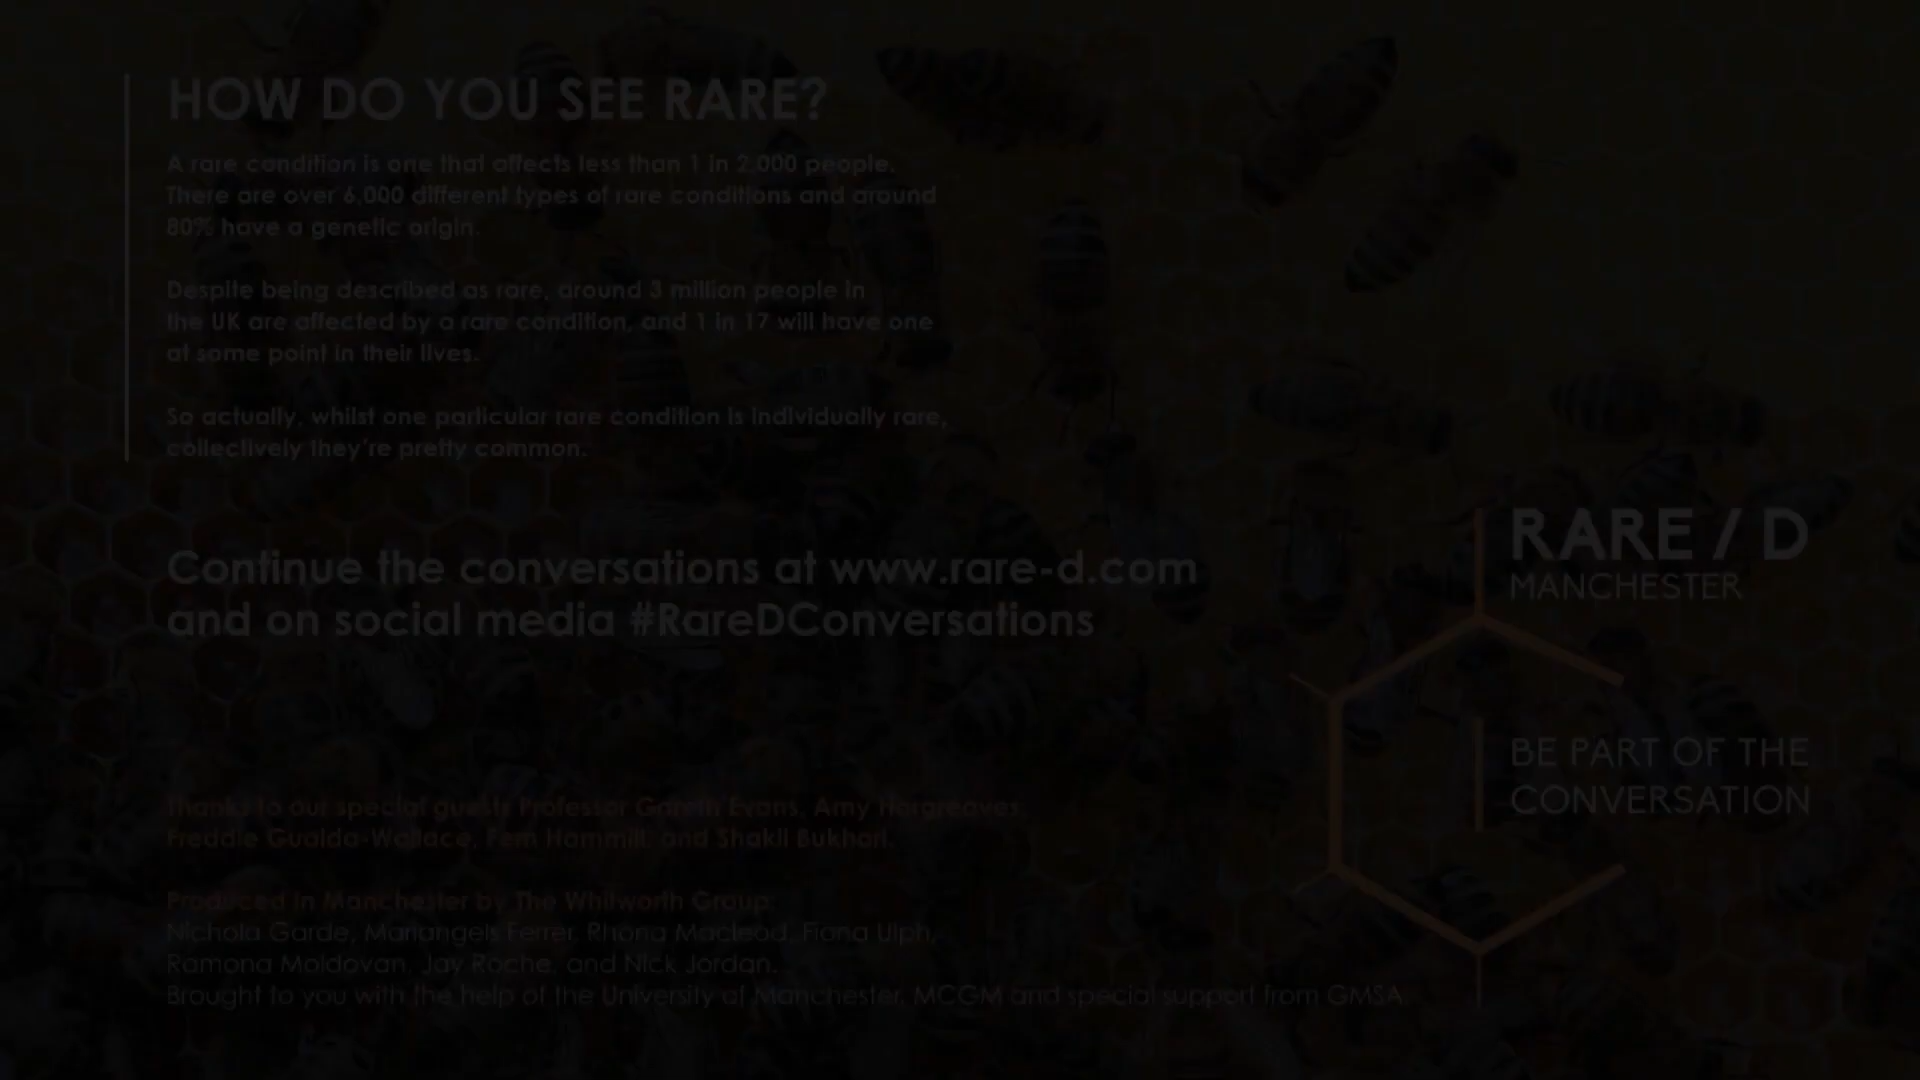 HOW DO YOU SEE RARE?
A rare condition is one that affects less than 1 in 2,000 people.
There are over 6,000 different types of rare conditions and around
80% have a genetic origin.
Despite being described as rare, around 3 million people in
the UK are affected by a rare condition, and 1 in 17 will have one
at some point in their lives.
So actually, whilst one particular rare condition is individually rare,
collectively they're pretty common.
Continue the conversations at www.rare-d.com
and on social media #RareDConversations
RARE / D
MANCHESTER
BE PART OF THE
CONVERSATION
Thanks to our special guests Professor Gareth Evans, Amy Hargreaves
Freddie Gualda-Wallace, Fern Hammill, and Shakil Bukhari.
Produced in Manchester by The Whitworth Group:
Nichola Garde, Mariangels Ferrer, Rhona Macleod, Fiona Ulph,
Ramona Moldovan, Jay Roche, and Nick Jordan.
Brought to you with the help of the University of Manchester, MCGM and special support from GMSA